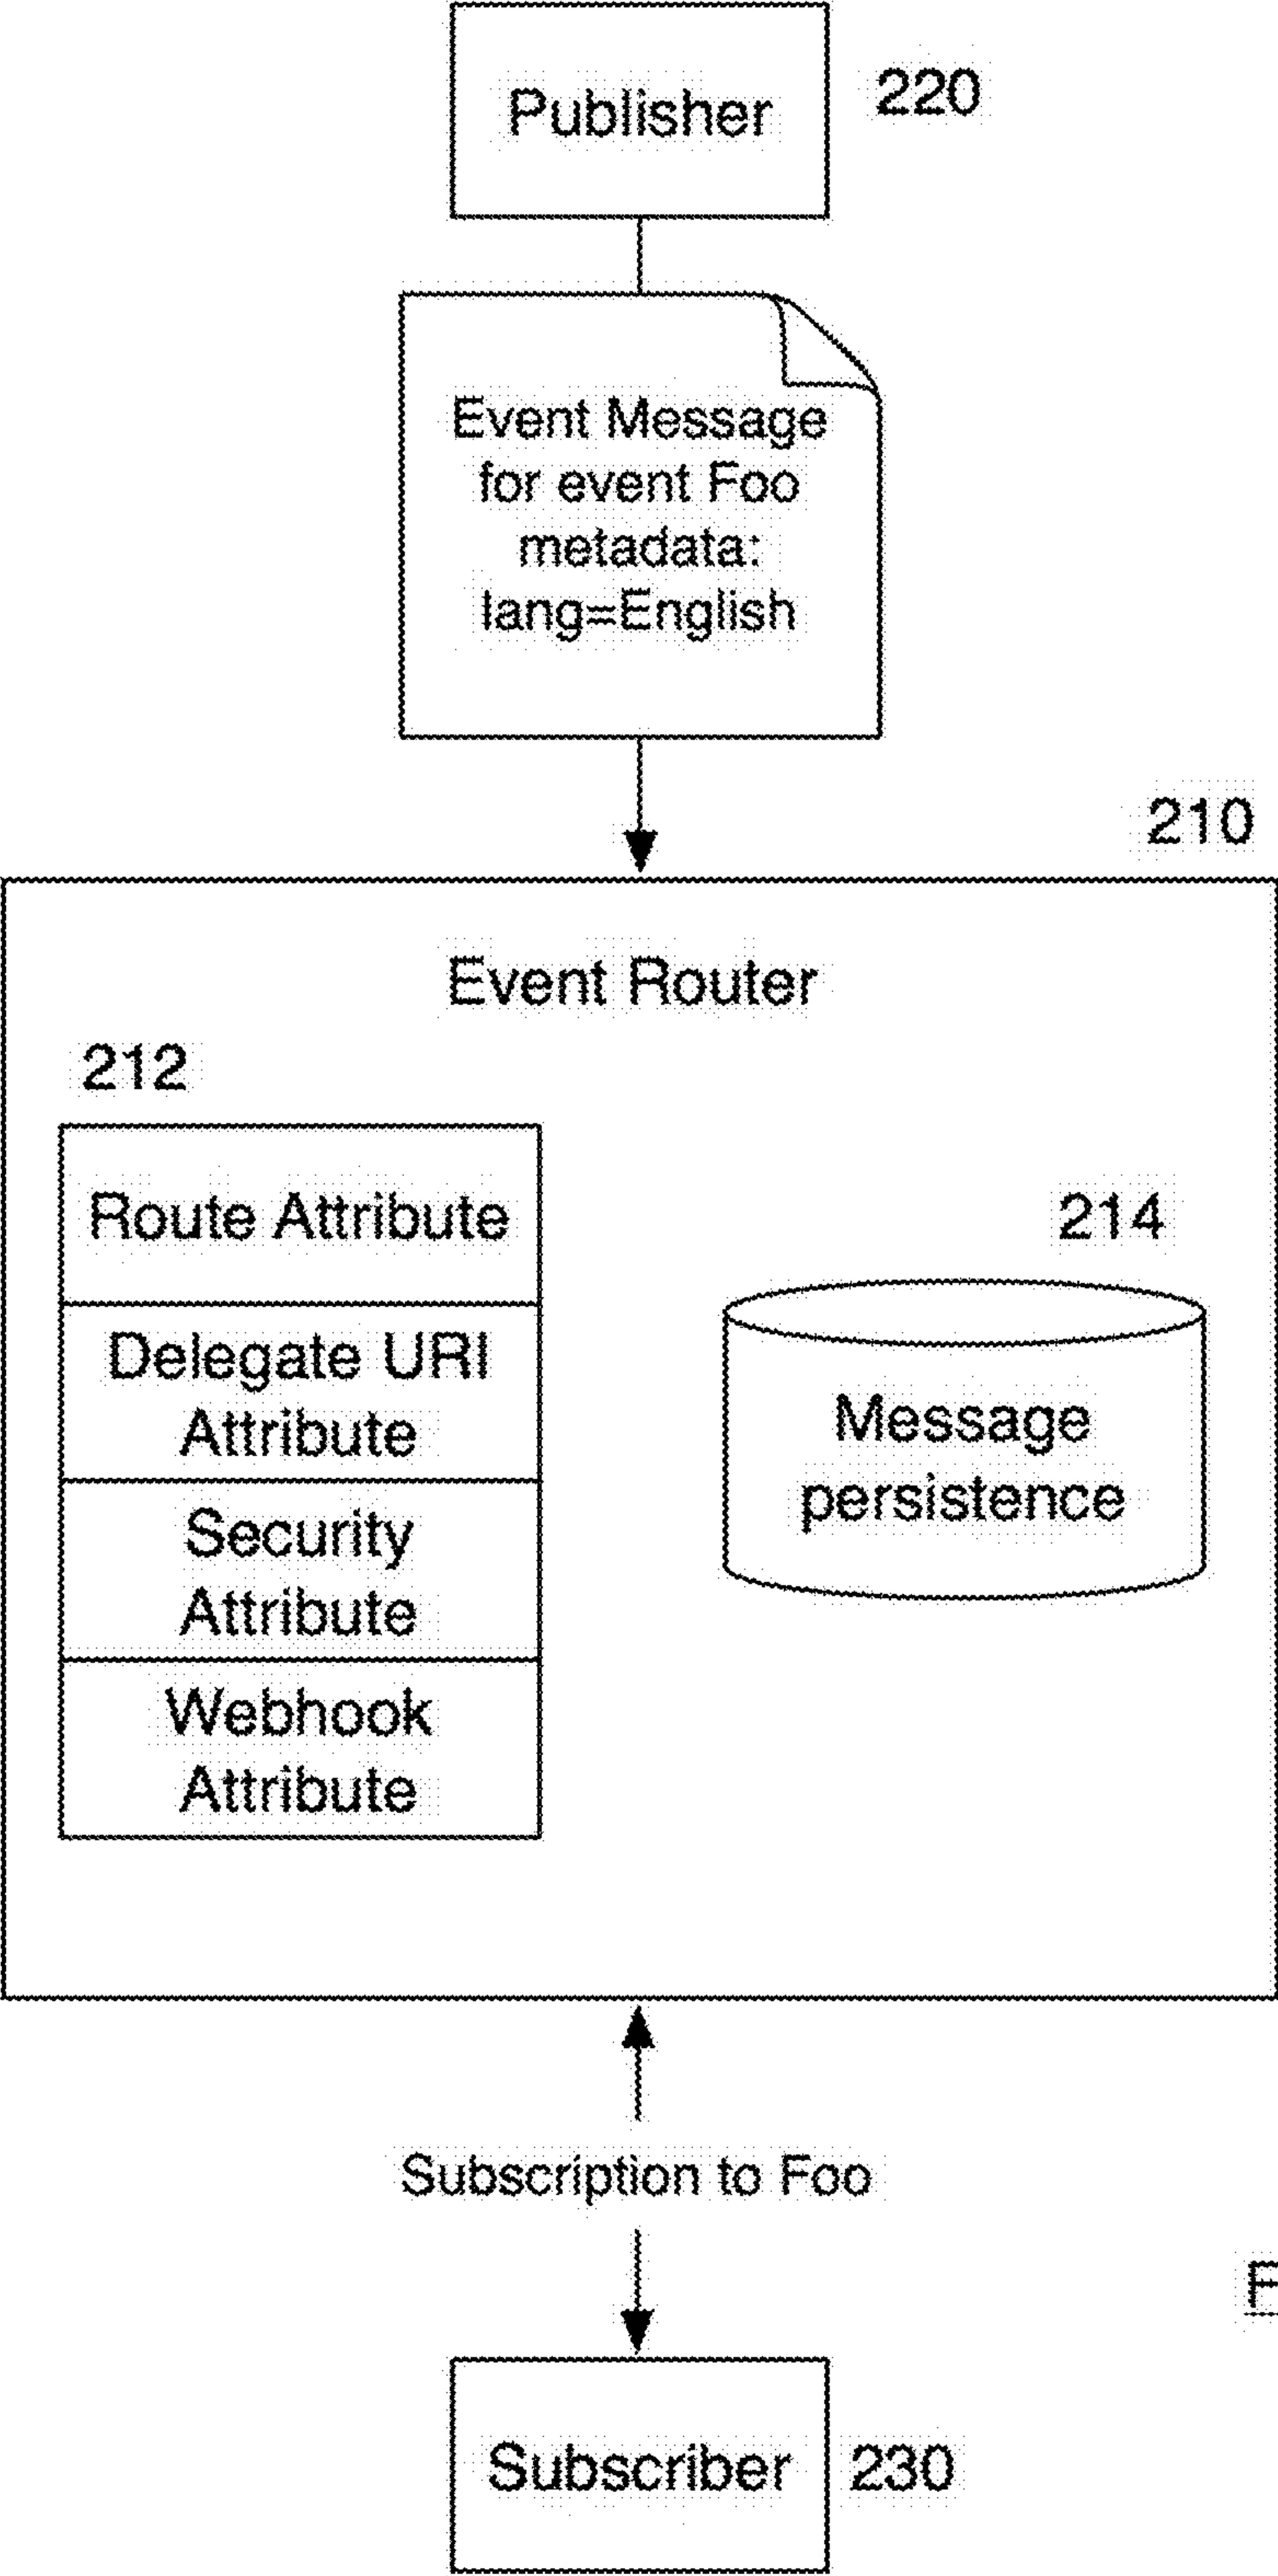 Publisher
220
Event Message
for event Foo
metadata:
lang=English
210
Event Router
212
Route Attribute
Delegate URI
Attribute
Security
Attribute
Webhook
Attribute
214
Message
persistence
Subscription to Foo
Subscriber
230